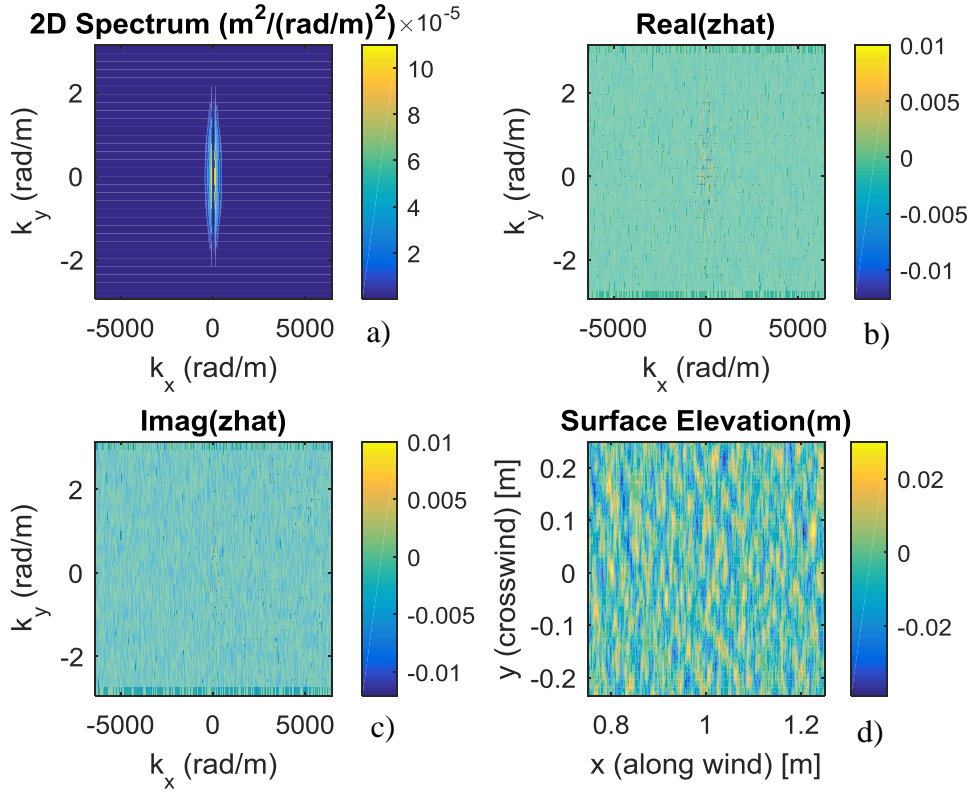 2D Spectrum (m²/(rad/m)²)
×10⁻⁵
10
8
6
4
2
2
0
-2
k_y (rad/m)
-5000 0 5000
k_x (rad/m)
a)
Real(zhat)
0.01
0.005
0
-0.005
-0.01
2
0
-2
k_y (rad/m)
-5000 0 5000
k_x (rad/m)
b)
Imag(zhat)
0.01
0.005
0
-0.005
-0.01
2
0
-2
k_y (rad/m)
-5000 0 5000
k_x (rad/m)
c)
Surface Elevation(m)
0.02
0
-0.02
0.2
0.1
0
-0.1
-0.2
y (crosswind) [m]
0.8 1 1.2
x (along wind) [m]
d)